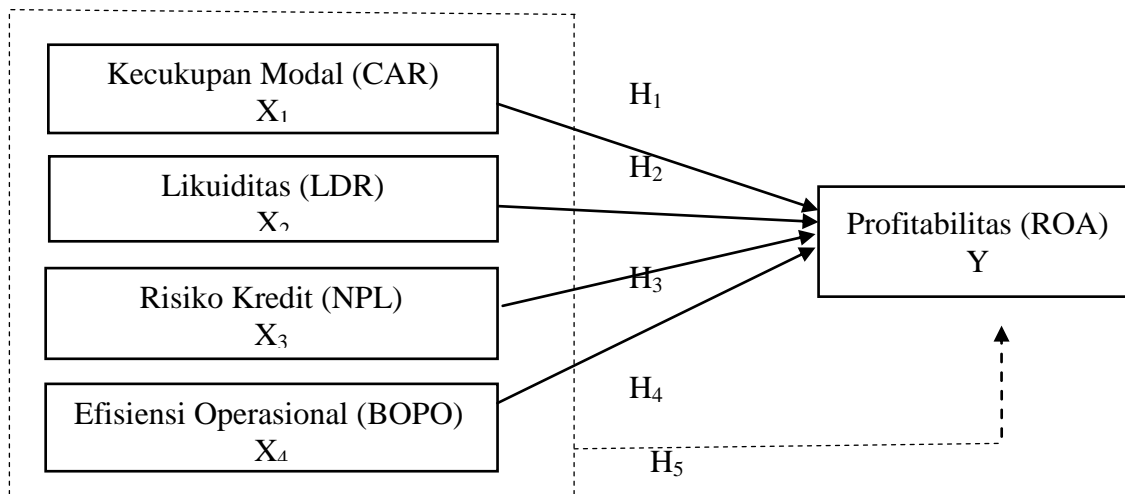 Kecukupan Modal (CAR)
X₁
H₁
Likuiditas (LDR)
X₂
H₂
Profitabilitas (ROA)
Y
Risiko Kredit (NPL)
X₃
H₃
Efisiensi Operasional (BOPO)
X₄
H₄
H₅